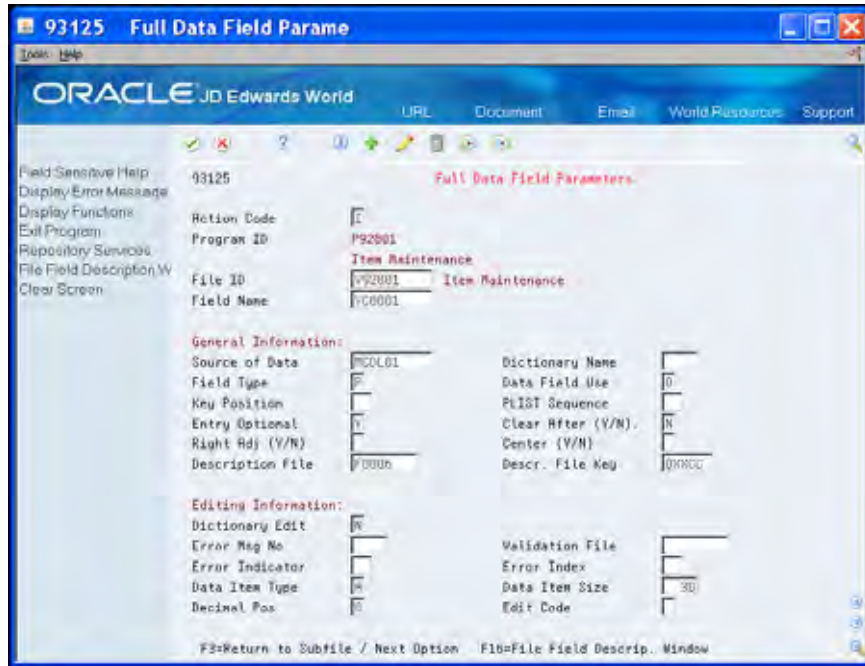 93125 Full Data Field Parame
Tools Help
ORACLE JD Edwards World
URL Document Email World Resources Support
Field Sensitive Help
Display Error Message
Display Functions
Exit Program
Repository Services
File Field Description W
Clear Screen
93125 Full Data Field Parameters
Action Code I
Program ID P92801
Item Maintenance
File ID V92801 Item Maintenance
Field Name
General Information:
Source of Data Dictionary Name
Field Type P Data Field Use O
Key Position PLIST Sequence
Entry Optional Y Clear After (Y/N). N
Right Adj (Y/N) Center (Y/N)
Description File F0006 Descr. File Key
Editing Information:
Dictionary Edit N
Error Msg No Validation File
Error Indicator Error Index
Data Item Type A Data Item Size 30
Decimal Pos 0 Edit Code
F3=Return to Subfile / Next Option F16=File Field Descrip. Window